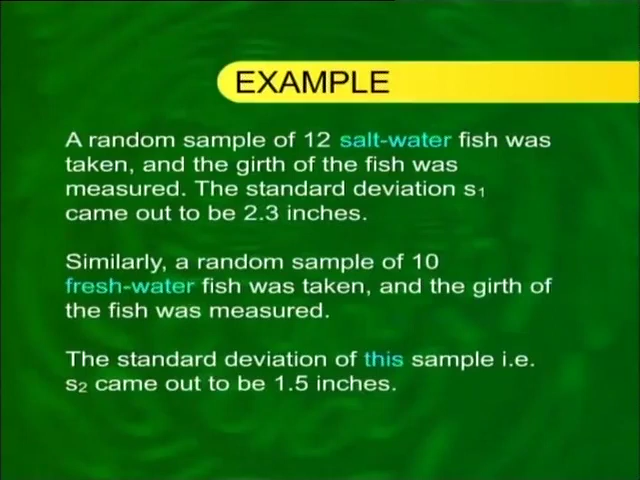 EXAMPLE
A random sample of 12 salt-water fish was
taken, and the girth of the fish was
measured. The standard deviation s₁
came out to be 2.3 inches.
Similarly, a random sample of 10
fresh-water fish was taken, and the girth of
the fish was measured.
The standard deviation of this sample i.e.
s₂ came out to be 1.5 inches.